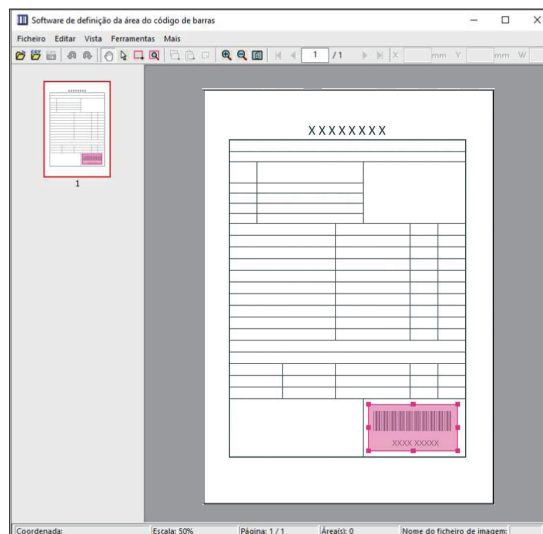 Software de definição da área do código de barras
Ficheiro Editar Vista Ferramentas Mais
1 /1 X mm Y mm W
1
XXXXXXXX
XXXX XXXXX
Coordenada: Escala: 50% Página: 1 / 1 Área(s): 0 Nome do ficheiro de imagem: